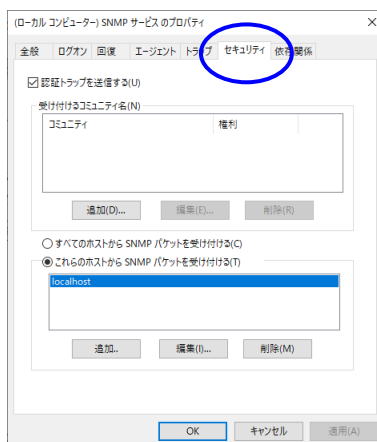 (ローカル コンピューター) SNMP サービス のプロパティ
全般 ログオン 回復 エージェント トラップ セキュリティ 依存関係
認証トラップを送信する(U)
受け付けるコミュニティ名(N)
コミュニティ 権利
追加(D)... 編集(E)... 削除(R)
すべてのホストから SNMP パケットを受け付ける(C)
これらのホストから SNMP パケットを受け付ける(T)
localhost
追加.. 編集(I)... 削除(M)
OK キャンセル 適用(A)